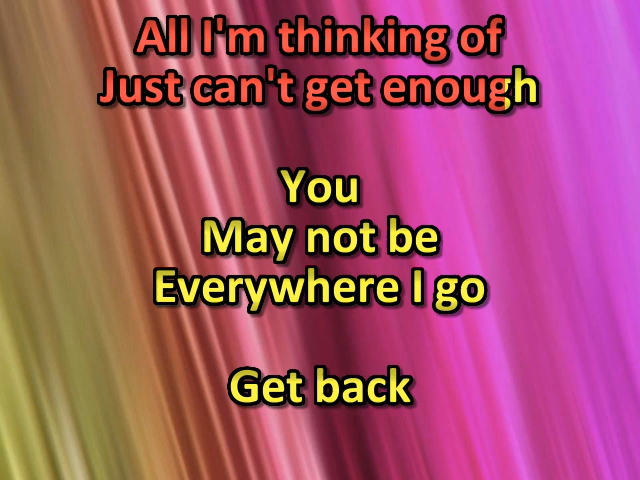 All I'm thinking of
Just can't get enough
You
May not be
Everywhere I go
Get back